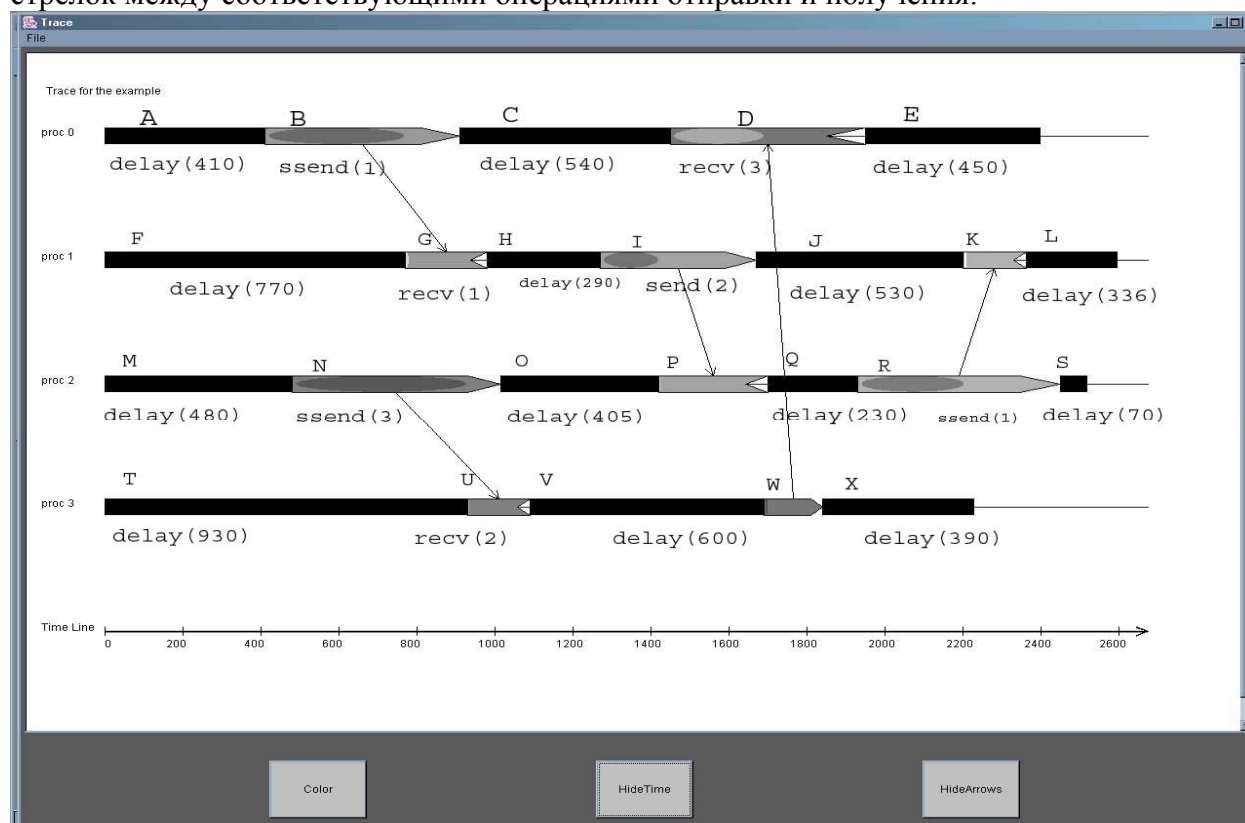 стрелок между соответствующими операциями отправки и получения.
Trace
File
Trace for the example
A B C D E
proc 0
delay(410) ssend(1) delay(540) recv(3) delay(450)
F G H I J K L
proc 1
delay(770) recv(1) delay(290) send(2) delay(530) delay(336)
M N O P Q R S
proc 2
delay(480) ssend(3) delay(405) delay(230) ssend(1) delay(70)
T U V W X
proc 3
delay(930) recv(2) delay(600) delay(390)
Time Line
0 200 400 600 800 1000 1200 1400 1600 1800 2000 2200 2400 2600
Color HideTime HideArrows